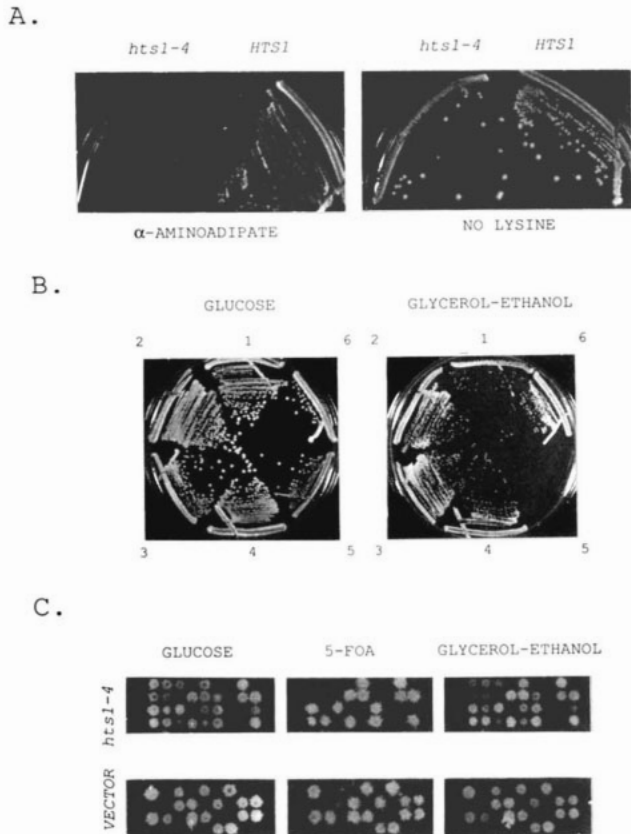 A.
hts1-4 HTS1 hts1-4 HTS1
α-AMINOADIPATE NO LYSINE
B.
GLUCOSE GLYCEROL-ETHANOL
2 1 6 2 1 6
3 4 5 3 4 5
C.
GLUCOSE 5-FOA GLYCEROL-ETHANOL
hts1-4
VECTOR